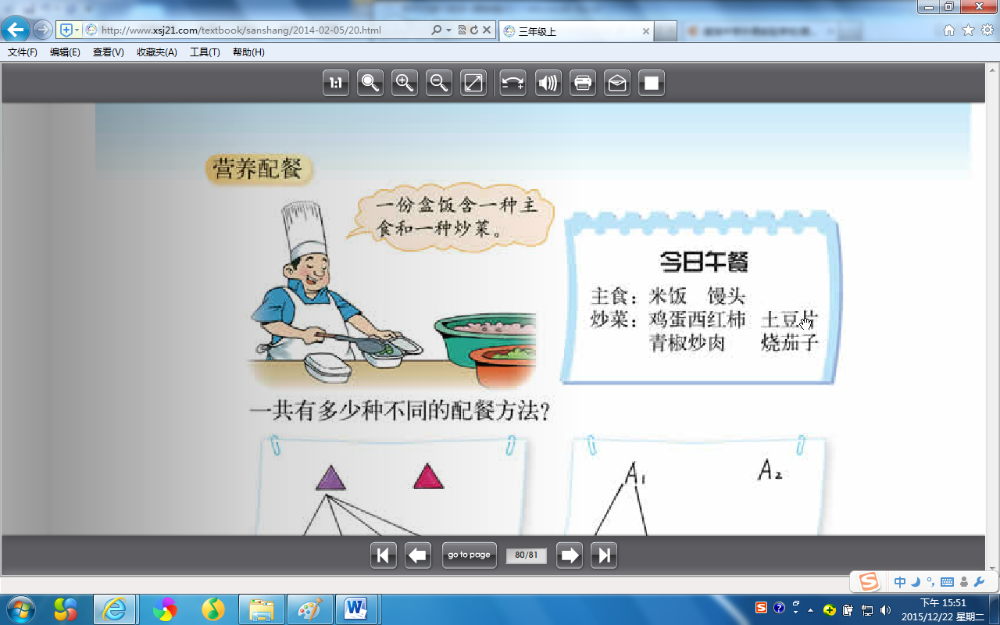 http://www.xsj21.com/textbook/sanshang/2014-02-05/20.html
三年级上
文件(F) 编辑(E) 查看(V) 收藏夹(A) 工具(T) 帮助(H)
1:1
营养配餐
一份盒饭含一种主
食和一种炒菜。
今日午餐
主食：米饭 馒头
炒菜：鸡蛋西红柿 土豆片
青椒炒肉 烧茄子
一共有多少种不同的配餐方法？
A₁ A₂
go to page 80/81
中
下午 15:51
2015/12/22 星期二